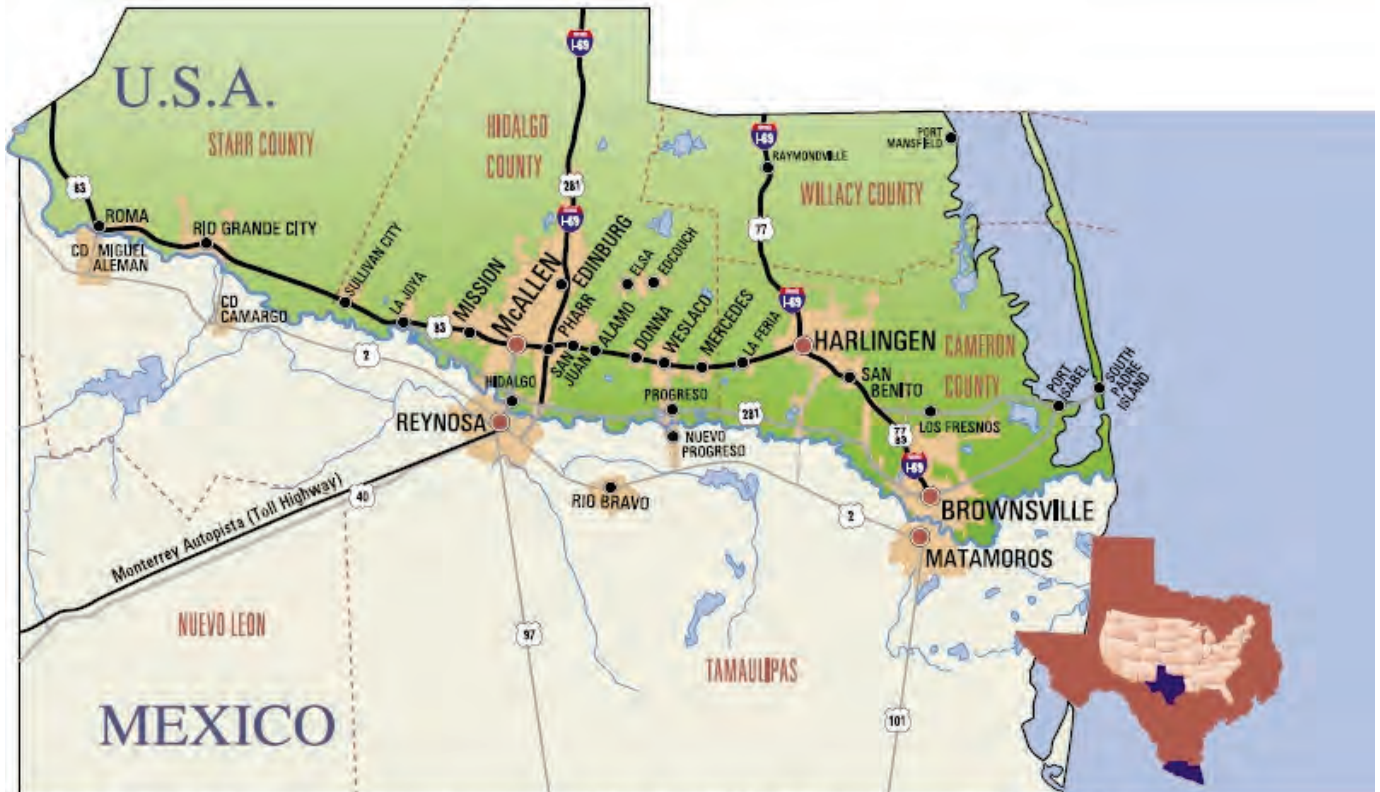 I-69
U.S.A.
STARR COUNTY
HIDALGO
COUNTY
I-69
RAYMONDVILLE
PORT
MANSFIELD
WILLACY COUNTY
83
281
I-69
77
ROMA
RIO GRANDE CITY
CD MIGUEL
ALEMAN
SULLIVAN CITY
LA JOYA
MISSION
McALLEN
EDINBURG
ELSA
EDCOUCH
I-69
CD
CAMARGO
83
PHARR
SAN
JUAN
ALAMO
DONNA
WESLACO
MERCEDES
LA FERIA
HARLINGEN
CAMERON
COUNTY
2
HIDALGO
SAN
BENITO
PORT
ISABEL
SOUTH
PADRE
ISLAND
REYNOSA
PROGRESO
281
LOS FRESNOS
NUEVO
PROGRESO
77
83
I-69
Monterrey Autopista (Toll Highway)
40
RIO BRAVO
2
BROWNSVILLE
MATAMOROS
NUEVO LEON
97
TAMAULIPAS
MEXICO
101